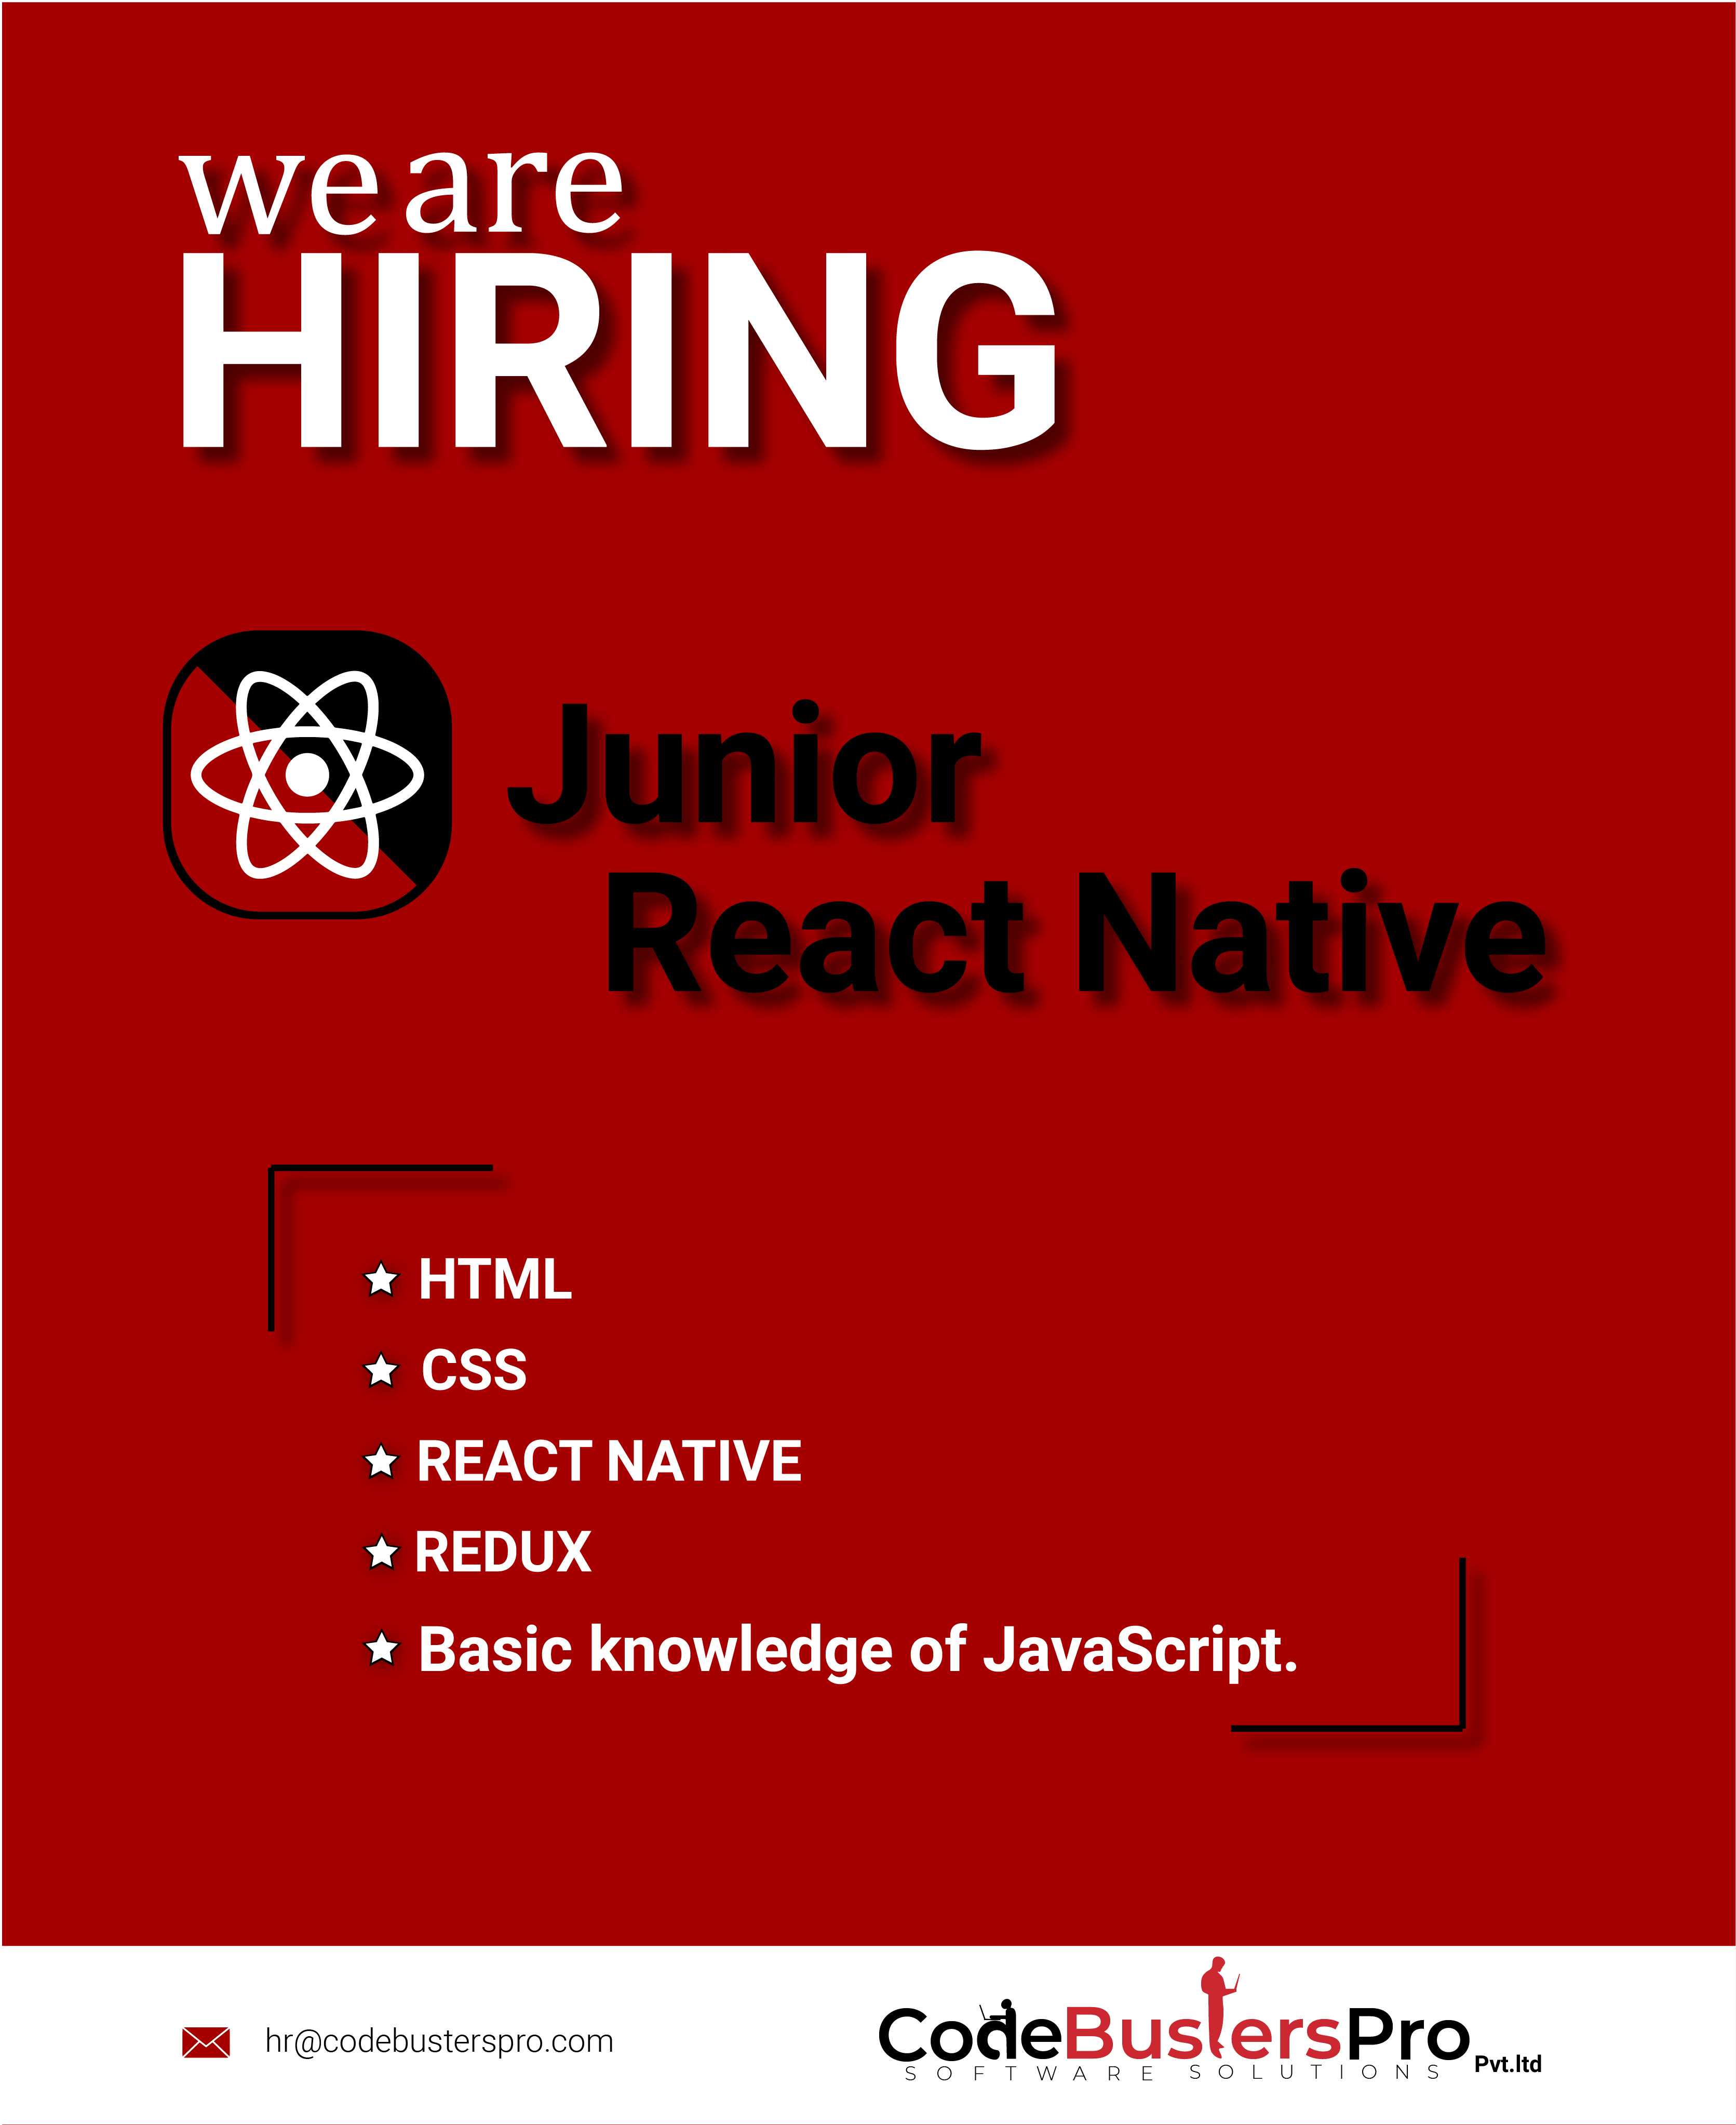 we are
HIRING
Junior
React Native
HTML
CSS
REACT NATIVE
REDUX
Basic knowledge of JavaScript.
hr@codebusterspro.com
CodeBustersPro
SOFTWARE SOLUTIONS Pvt.ltd